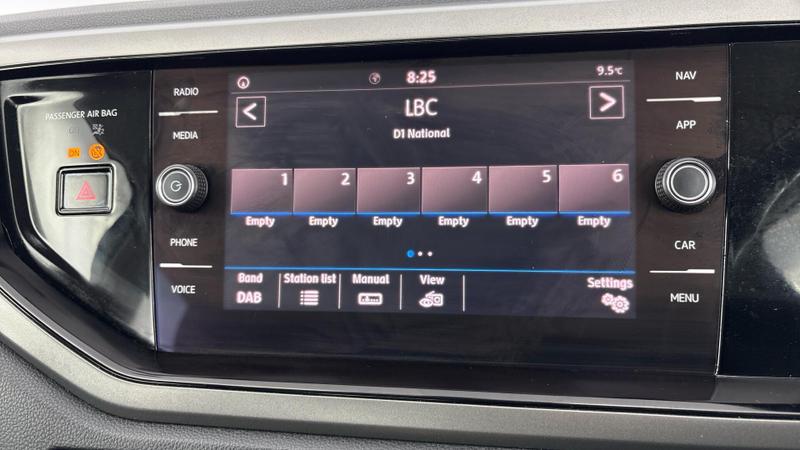 8:25
9.5°C
RADIO
NAV
LBC
PASSENGER AIR BAG
APP
MEDIA
D1 National
ON
1 2 3 4 5 6
Empty Empty Empty Empty Empty Empty
PHONE
CAR
Band Station list Manual View Settings
VOICE
DAB
MENU